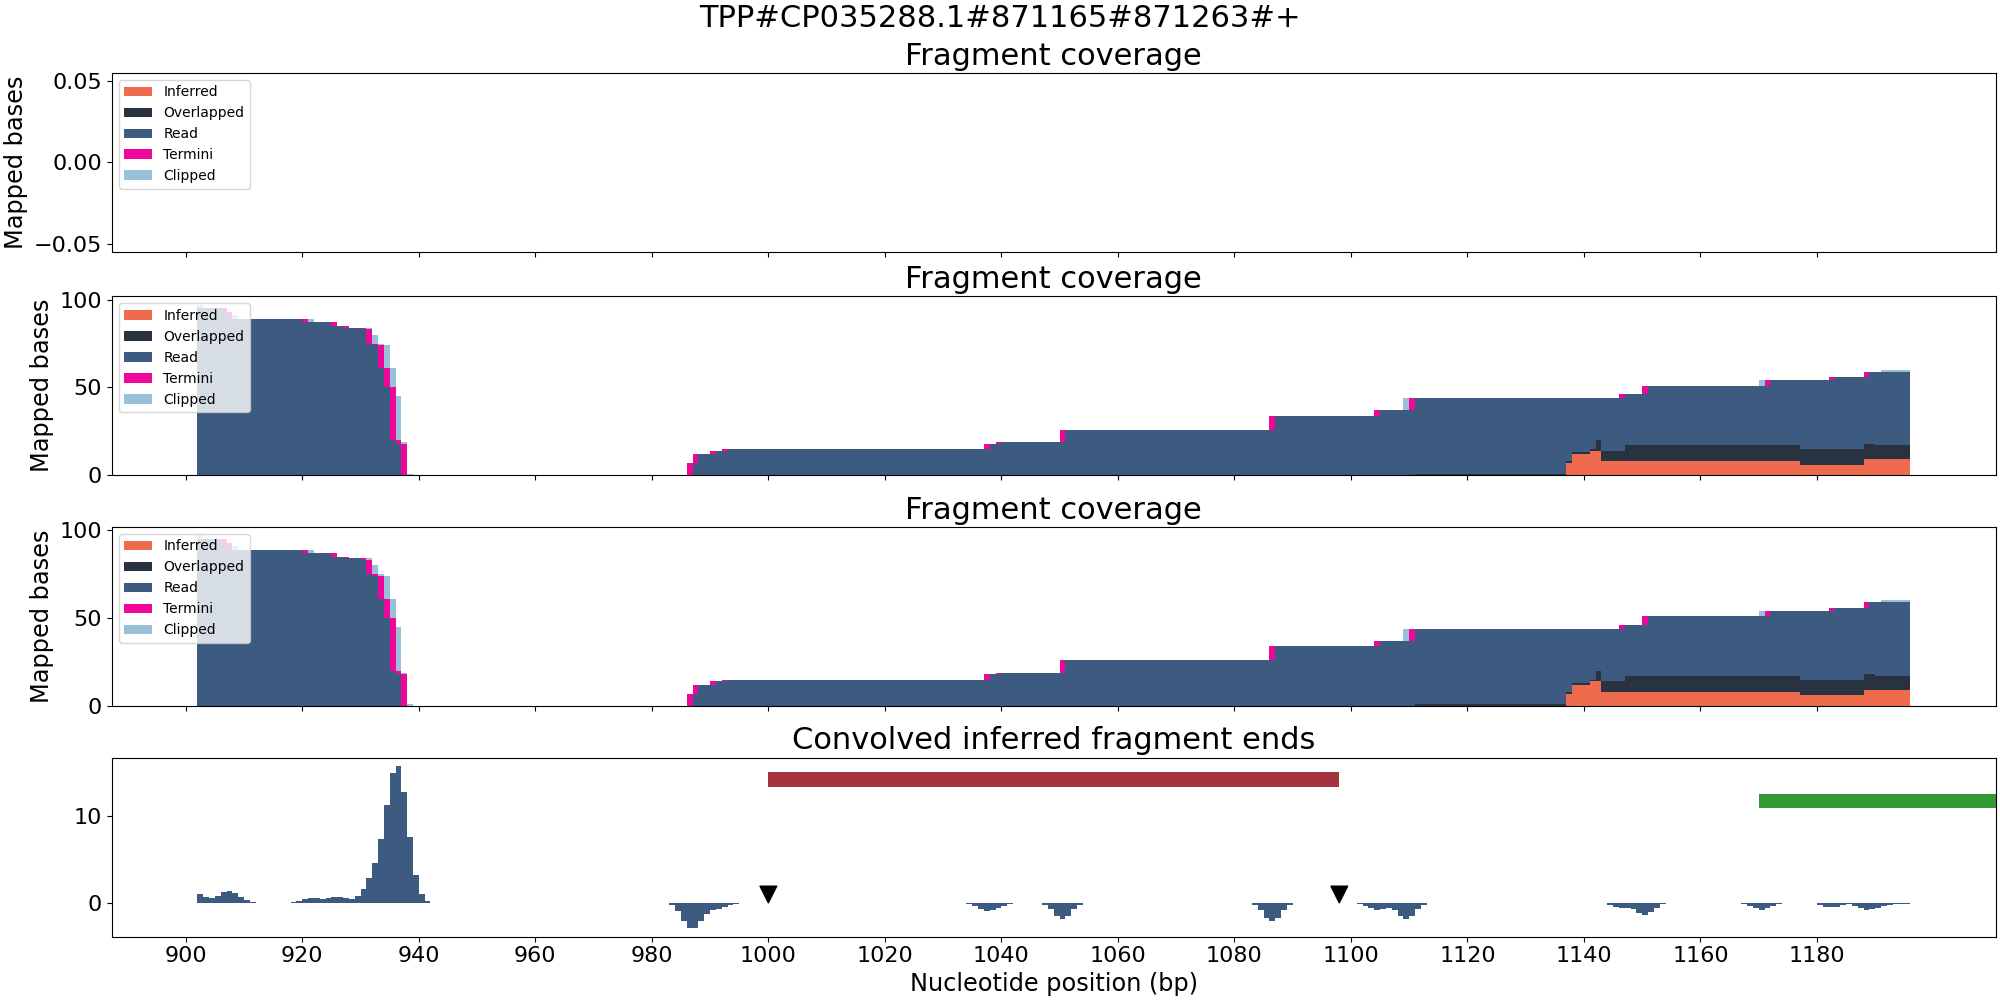 TPP#CP035288.1#871165#871263#+
Fragment coverage
Mapped bases
0.05
0.00
−0.05
Inferred
Overlapped
Read
Termini
Clipped
Fragment coverage
Mapped bases
100
50
0
Inferred
Overlapped
Read
Termini
Clipped
Fragment coverage
Mapped bases
100
50
0
Inferred
Overlapped
Read
Termini
Clipped
Convolved inferred fragment ends
10
0
900 920 940 960 980 1000 1020 1040 1060 1080 1100 1120 1140 1160 1180
Nucleotide position (bp)